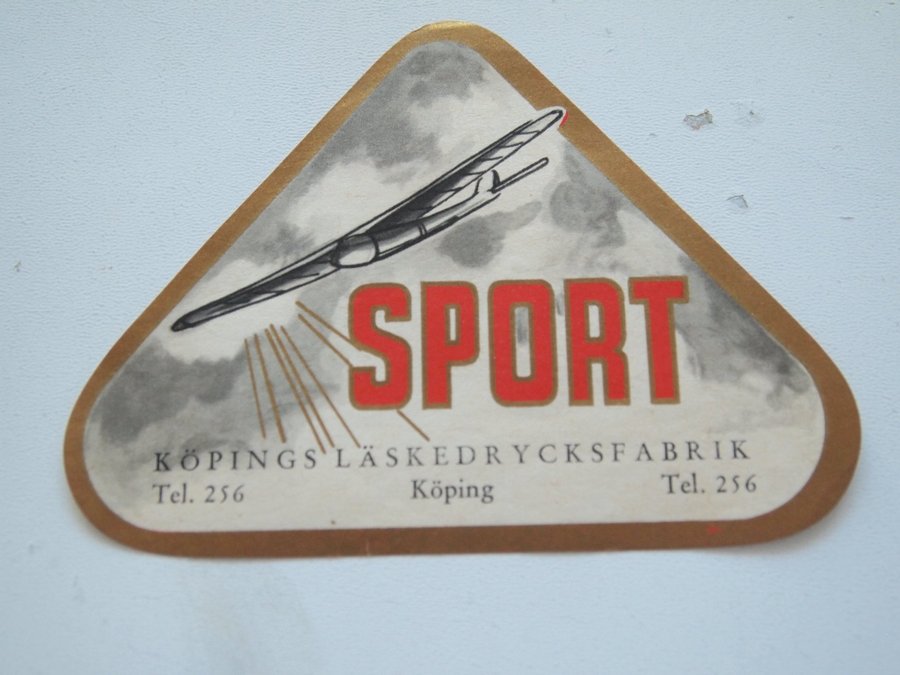 SPORT
KÖPINGS LÄSKEDRYCKSFABRIK
Tel. 256 Köping Tel. 256